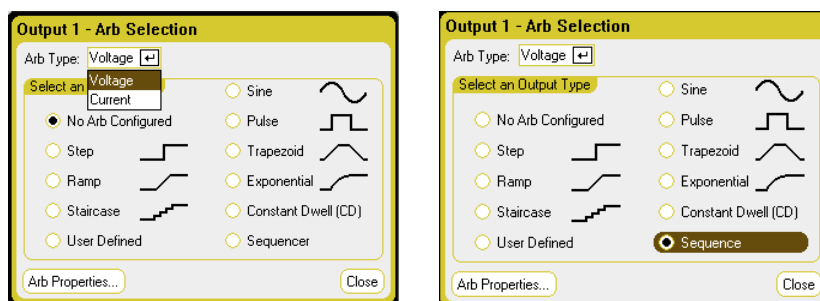 Output 1 - Arb Selection
Arb Type: Voltage
Voltage
Current
Select an
No Arb Configured
Step
Ramp
Staircase
User Defined
Sine
Pulse
Trapezoid
Exponential
Constant Dwell (CD)
Sequencer
Arb Properties...
Close
Output 1 - Arb Selection
Arb Type: Voltage
Select an Output Type
No Arb Configured
Step
Ramp
Staircase
User Defined
Sine
Pulse
Trapezoid
Exponential
Constant Dwell (CD)
Sequence
Arb Properties...
Close